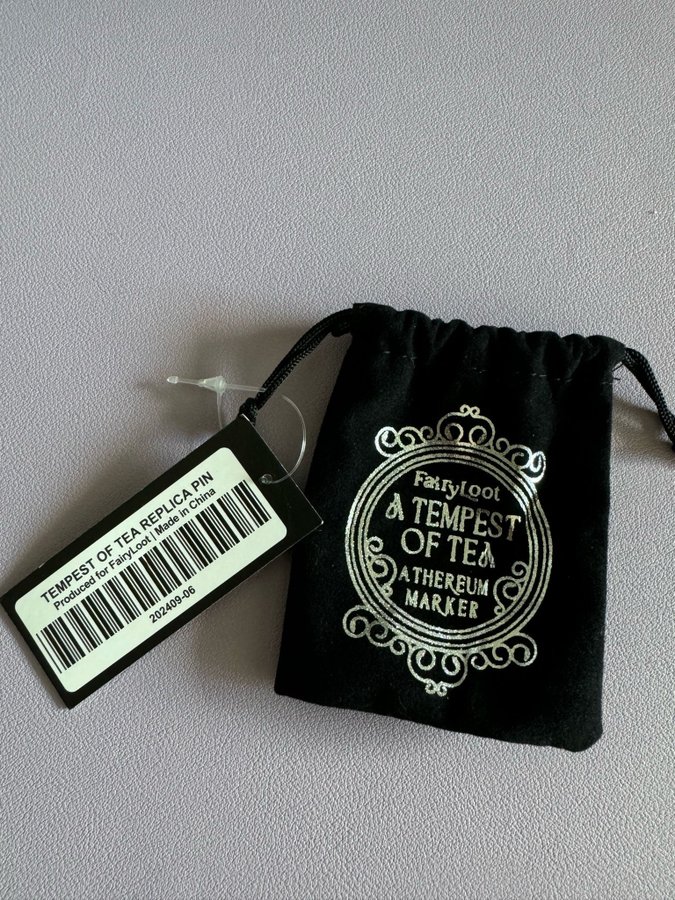 TEMPEST OF TEA REPLICA PIN
Produced for FairyLoot | Made in China
202409-06
FairyLoot
A TEMPEST
OF TEA
ATHEREUM
MARKER